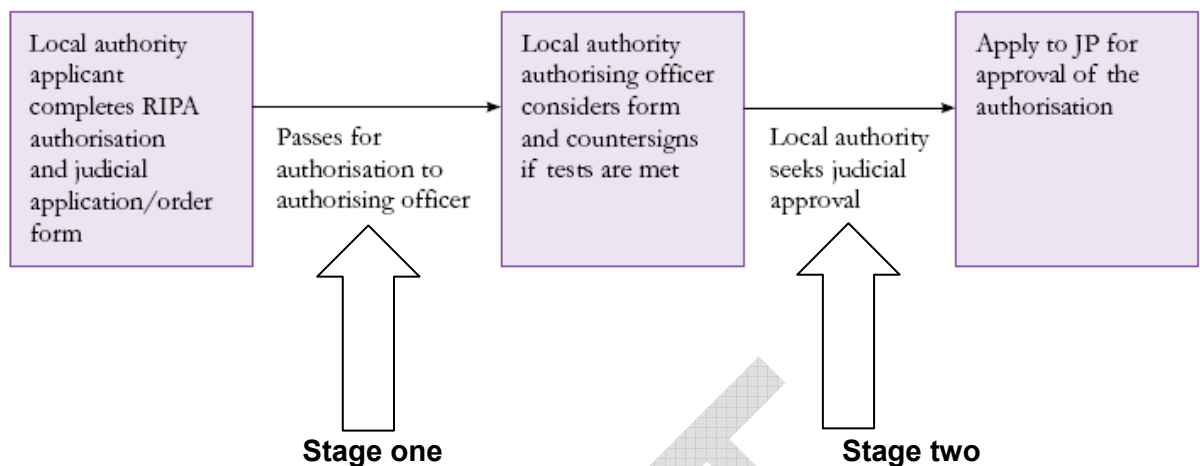 Local authority
applicant
completes RIPA
authorisation
and judicial
application/order
form
Passes for
authorisation to
authorising officer
Local authority
authorising officer
considers form
and countersigns
if tests are met
Local authority
seeks judicial
approval
Apply to JP for
approval of the
authorisation
Stage one
Stage two